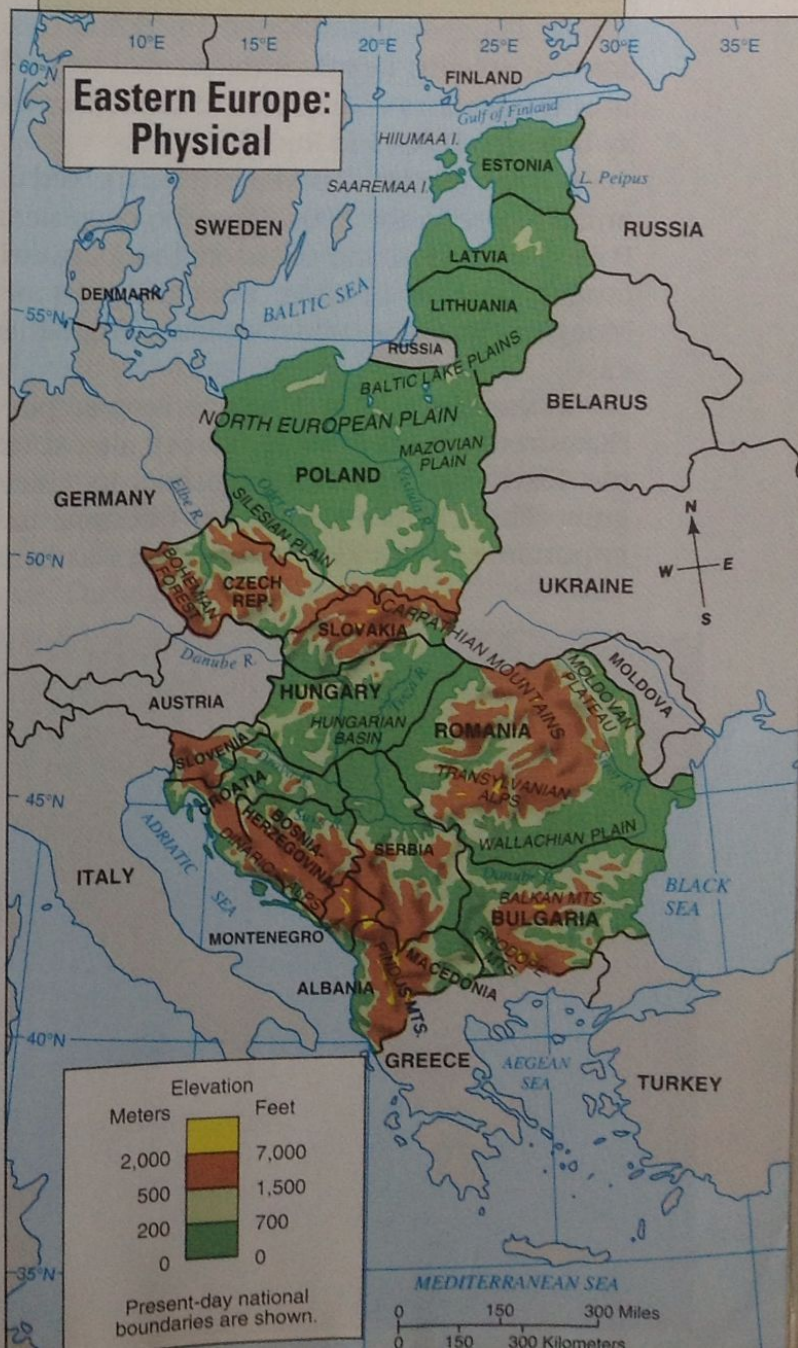 10°E 15°E 20°E 25°E 30°E 35°E
60°N
Eastern Europe:
Physical
FINLAND
Gulf of Finland
HIIUMAA I.
ESTONIA
SAAREMAA I.
L. Peipus
SWEDEN
RUSSIA
LATVIA
DENMARK
BALTIC SEA
LITHUANIA
55°N
RUSSIA
BALTIC LAKE PLAINS
BELARUS
NORTH EUROPEAN PLAIN
MAZOVIAN
PLAIN
POLAND
GERMANY
Elbe R.
Oder R.
Vistula R.
SILESIAN PLAIN
50°N
BOHEMIAN
FOREST
CZECH
REP.
UKRAINE
N
W E
S
SLOVAKIA
CARPATHIAN MOUNTAINS
Danube R.
MOLDOVA
MOLDOVAN
PLATEAU
AUSTRIA
HUNGARY
Tisza R.
HUNGARIAN
BASIN
ROMANIA
SLOVENIA
CROATIA
TRANSYLVANIAN
ALPS
45°N
BOSNIA-
HERZEGOVINA
DINARIC ALPS
SERBIA
WALLACHIAN PLAIN
ADRIATIC
SEA
ITALY
Danube R.
BALKAN MTS.
BULGARIA
BLACK
SEA
MONTENEGRO
RHODOPE
MTS.
ALBANIA
PINDUS MTS.
MACEDONIA
40°N
GREECE
AEGEAN
SEA
TURKEY
Elevation
Meters Feet
2,000 7,000
500 1,500
200 700
0 0
Present-day national
boundaries are shown.
35°N
MEDITERRANEAN SEA
0 150 300 Miles
0 150 300 Kilometers